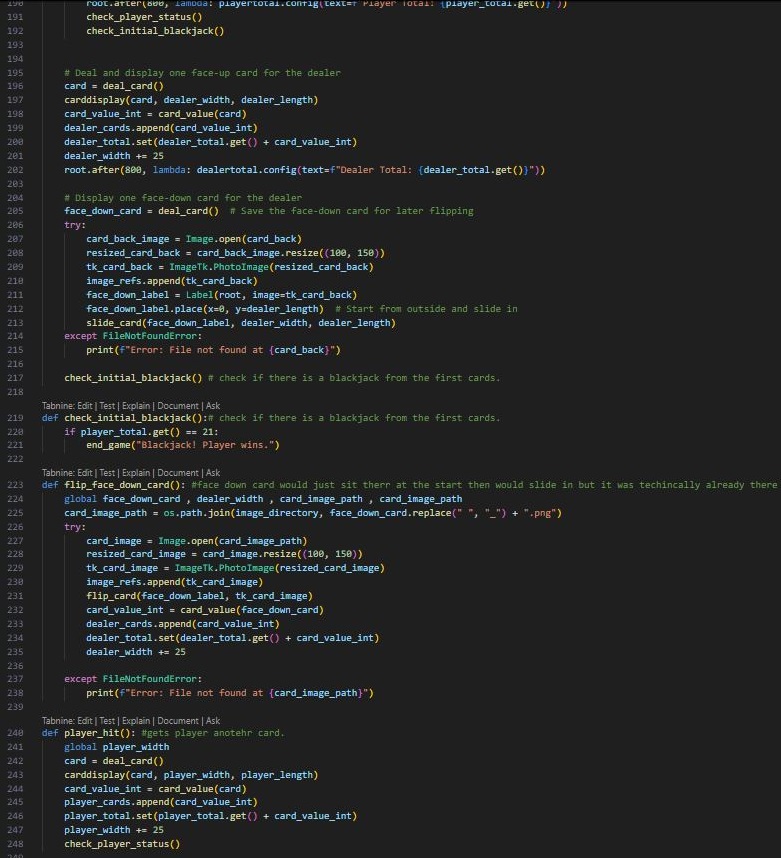 190 root.after(800, lambda: playertotal.config(text=f"Player Total: {player_total.get()}"))
191 check_player_status()
192 check_initial_blackjack()
193
194
195 # Deal and display one face-up card for the dealer
196 card = deal_card()
197 carddisplay(card, dealer_width, dealer_length)
198 card_value_int = card_value(card)
199 dealer_cards.append(card_value_int)
200 dealer_total.set(dealer_total.get() + card_value_int)
201 dealer_width += 25
202 root.after(800, lambda: dealertotal.config(text=f"Dealer Total: {dealer_total.get()}"))
203
204 # Display one face-down card for the dealer
205 face_down_card = deal_card() # Save the face-down card for later flipping
206 try:
207 card_back_image = Image.open(card_back)
208 resized_card_back = card_back_image.resize((100, 150))
209 tk_card_back = ImageTk.PhotoImage(resized_card_back)
210 image_refs.append(tk_card_back)
211 face_down_label = Label(root, image=tk_card_back)
212 face_down_label.place(x=0, y=dealer_length) # Start from outside and slide in
213 slide_card(face_down_label, dealer_width, dealer_length)
214 except FileNotFoundError:
215 print(f"Error: File not found at {card_back}")
216
217 check_initial_blackjack() # check if there is a blackjack from the first cards.
218
Tabnine: Edit | Test | Explain | Document | Ask
219 def check_initial_blackjack():# check if there is a blackjack from the first cards.
220 if player_total.get() == 21:
221 end_game("Blackjack! Player wins.")
222
Tabnine: Edit | Test | Explain | Document | Ask
223 def flip_face_down_card(): #face down card would just sit therr at the start then would slide in but it was techincally already there
224 global face_down_card , dealer_width , card_image_path , card_image_path
225 card_image_path = os.path.join(image_directory, face_down_card.replace(" ", "_") + ".png")
226 try:
227 card_image = Image.open(card_image_path)
228 resized_card_image = card_image.resize((100, 150))
229 tk_card_image = ImageTk.PhotoImage(resized_card_image)
230 image_refs.append(tk_card_image)
231 flip_card(face_down_label, tk_card_image)
232 card_value_int = card_value(face_down_card)
233 dealer_cards.append(card_value_int)
234 dealer_total.set(dealer_total.get() + card_value_int)
235 dealer_width += 25
236
237 except FileNotFoundError:
238 print(f"Error: File not found at {card_image_path}")
239
Tabnine: Edit | Test | Explain | Document | Ask
240 def player_hit(): #gets player anotehr card.
241 global player_width
242 card = deal_card()
243 carddisplay(card, player_width, player_length)
244 card_value_int = card_value(card)
245 player_cards.append(card_value_int)
246 player_total.set(player_total.get() + card_value_int)
247 player_width += 25
248 check_player_status()